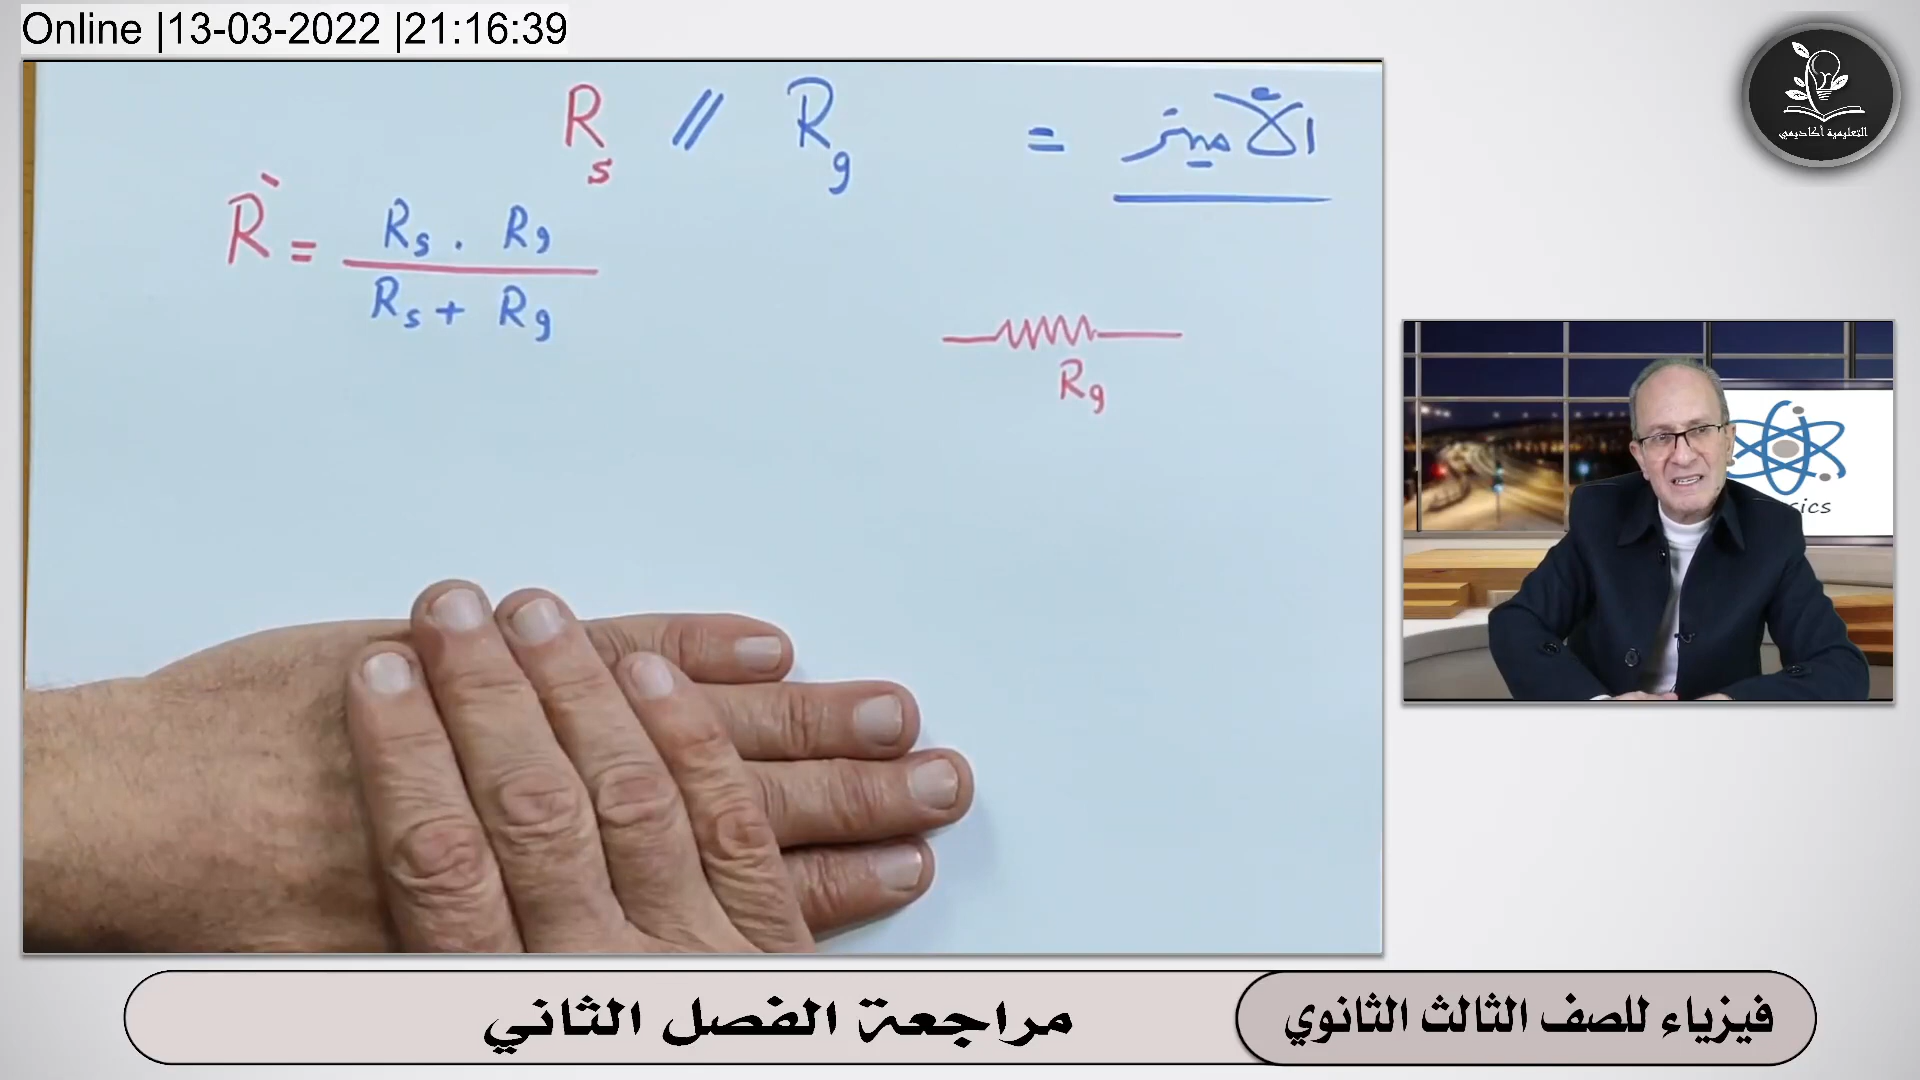 Online |13-03-2022 |21:16:39
الأميتر = Rg // Rs
R` = Rs . Rg
Rs + Rg
Rg
التعليمية أكاديمي
sics
فيزياء للصف الثالث الثانوي
مراجعة الفصل الثاني